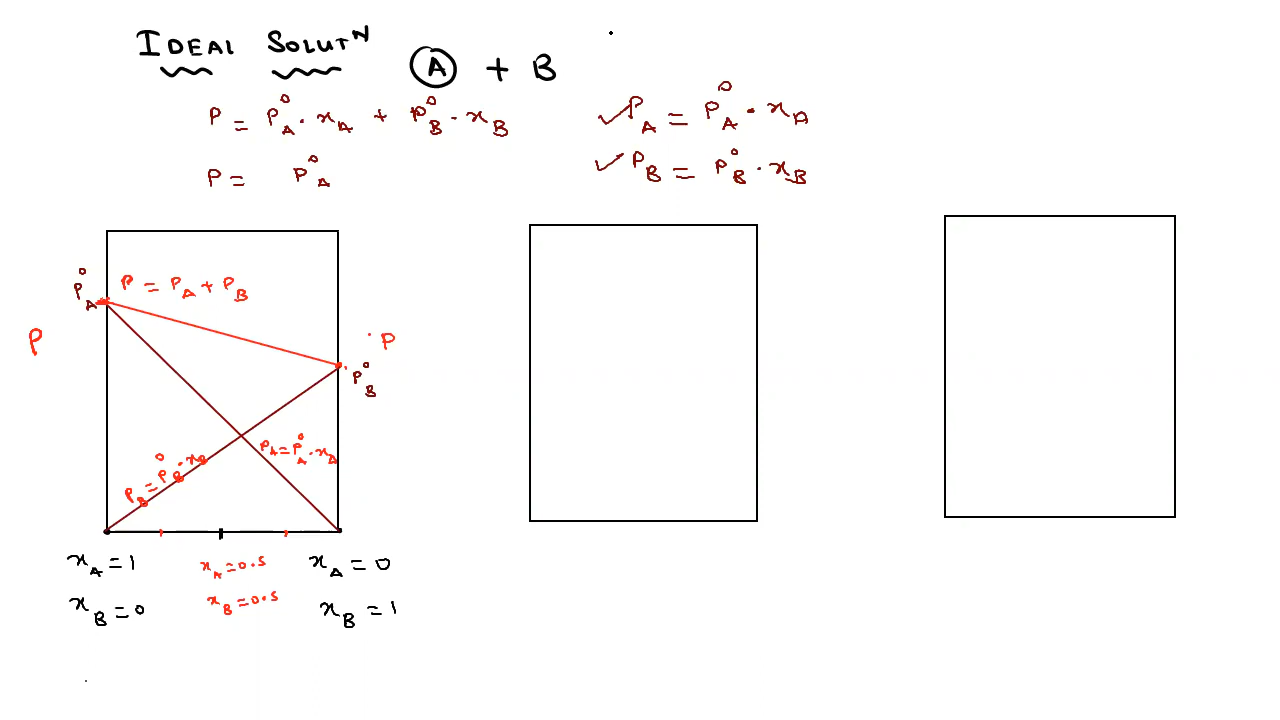 IDEAL SOLUTᴺ
A + B
P = P°A · xA + P°B · xB
P = P°A
✓PA = P°A · xA
✓PB = P°B · xB
P°A
P = PA + PB
P
P
P°B
PA = P°A · xA
PB = P°B · xB
xA = 1
xA = 0.5
xA = 0
xB = 0
xB = 0.5
xB = 1